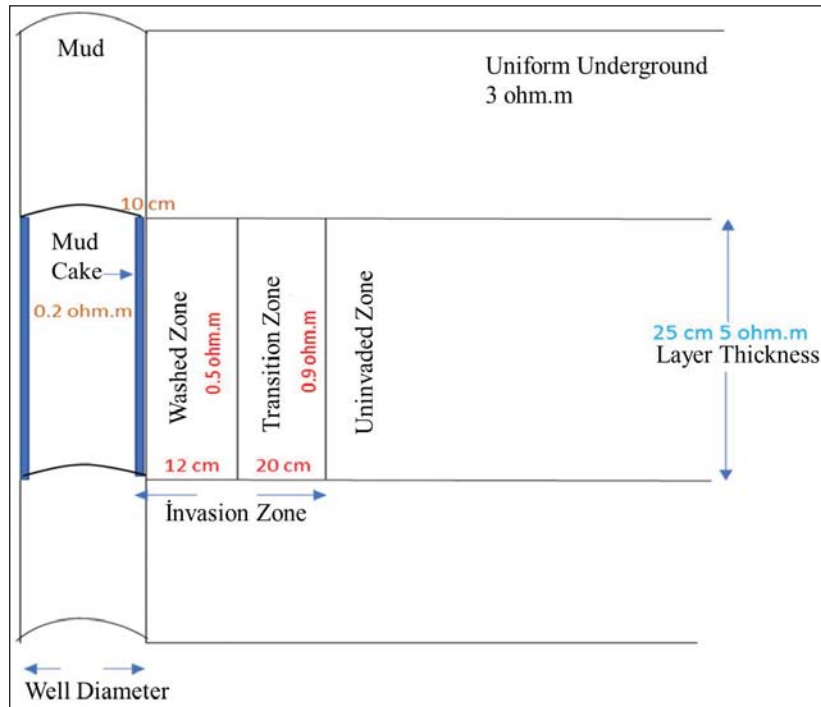 Mud
Uniform Underground
3 ohm.m
10 cm
Mud
Cake
0.2 ohm.m
Washed Zone
0.5 ohm.m
Transition Zone
0.9 ohm.m
Uninvaded Zone
25 cm 5 ohm.m
Layer Thickness
12 cm
20 cm
İnvasion Zone
Well Diameter